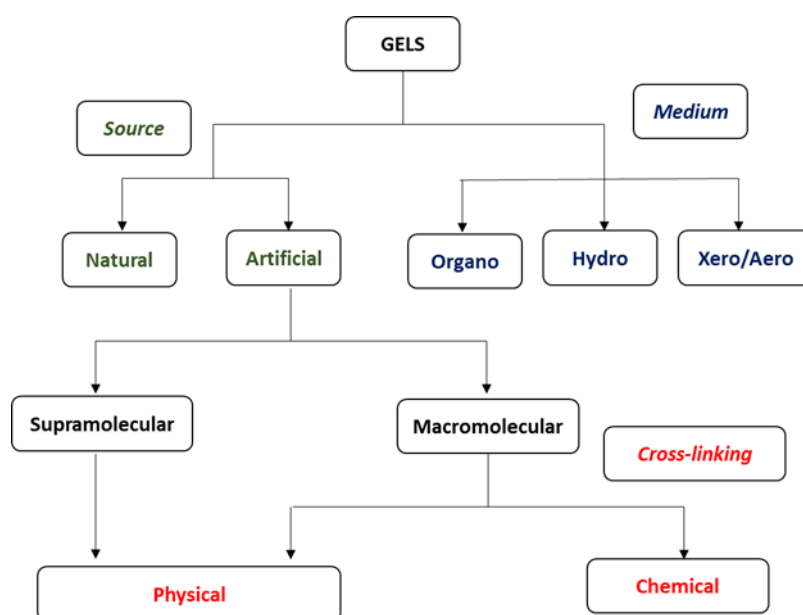 GELS
Source
Medium
Natural
Artificial
Organo
Hydro
Xero/Aero
Supramolecular
Macromolecular
Cross-linking
Physical
Chemical